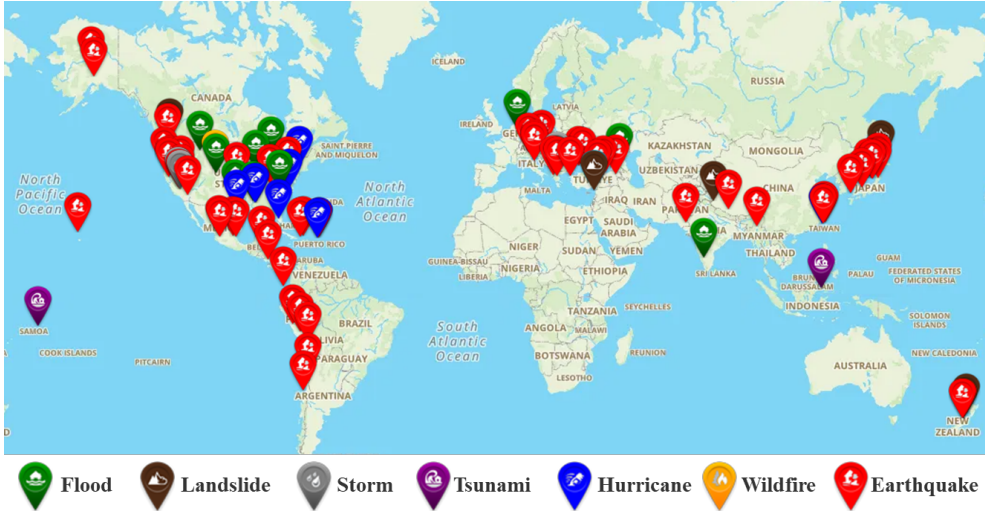 ICELAND
RUSSIA
CANADA
LATVIA
IRELAND
SAINT PIERRE
AND MIQUELON
KAZAKHSTAN
MONGOLIA
ITALY
UZBEKISTAN
North
Pacific
Ocean
North
Atlantic
Ocean
MALTA
IRAQ
IRAN
CHINA
JAPAN
EGYPT
SAUDI
ARABIA
TAIWAN
PUERTO RICO
MYANMAR
NIGER
SUDAN
YEMEN
THAILAND
GUAM
ARUBA
VENEZUELA
GUINEA-BISSAU
LIBERIA
NIGERIA
ETHIOPIA
SRI LANKA
PALAU
FEDERATED STATES
OF MICRONESIA
DARUSSALAM
INDONESIA
SEYCHELLES
TANZANIA
SAMOA
BRAZIL
South
Atlantic
Ocean
ANGOLA
MALAWI
SOLOMON
ISLANDS
COOK ISLANDS
PITCAIRN
PARAGUAY
BOTSWANA
REUNION
NEW CALEDONIA
AUSTRALIA
LESOTHO
ARGENTINA
NEW
ZEALAND
Flood
Landslide
Storm
Tsunami
Hurricane
Wildfire
Earthquake